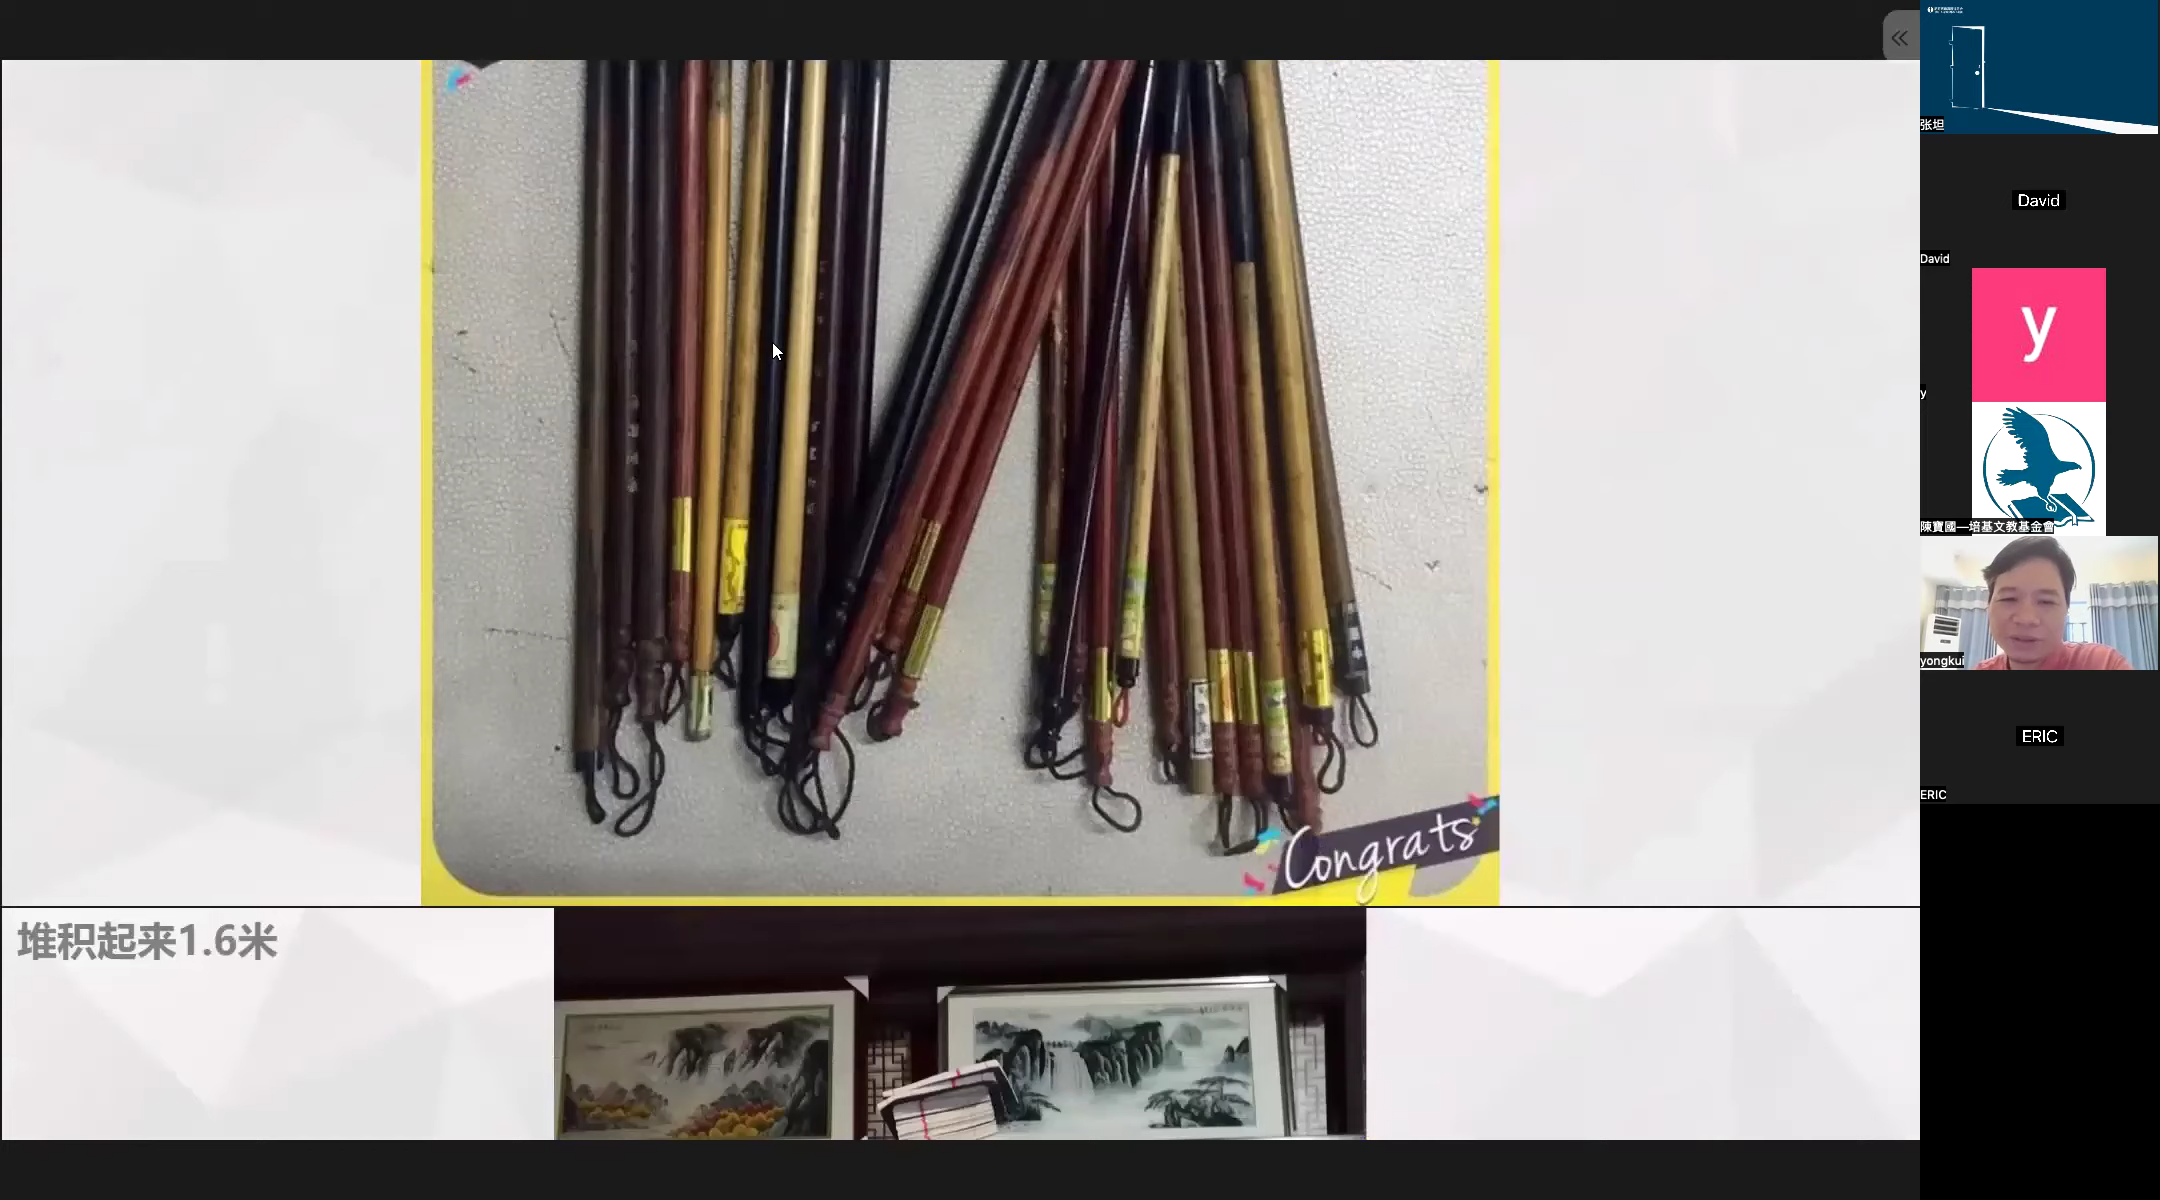 Congrats
堆积起来1.6米
张坦
David
David
y
y
陳寶國—培基文教基金會
yongkui
ERIC
ERIC